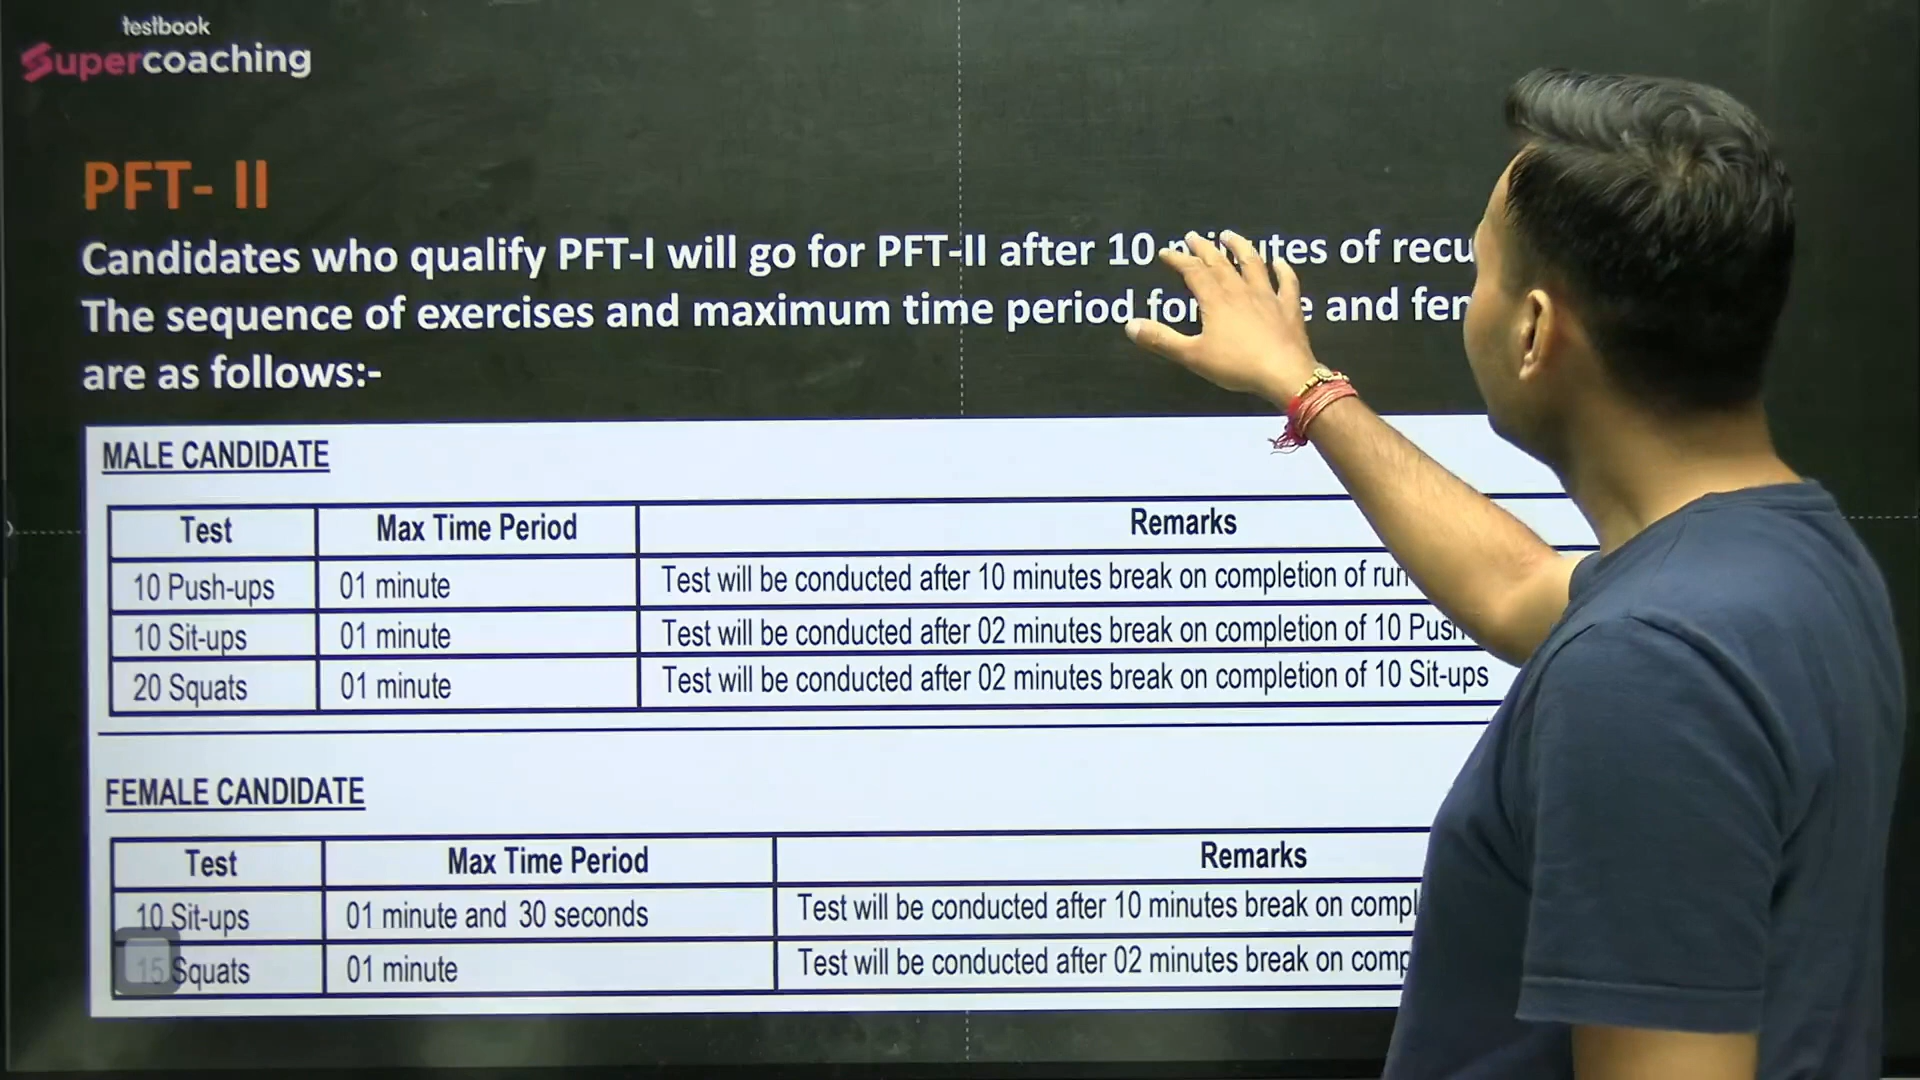 testbook
Supercoaching
PFT- II
Candidates who qualify PFT-I will go for PFT-II after 10 of
The sequence of exercises and maximum time period and
are as follows:-
MALE CANDIDATE
Test Max Time Period Remarks
10 Push-ups 01 minute Test will be conducted after 10 minutes break on completion of run
10 Sit-ups 01 minute Test will be conducted after 02 minutes break on completion of 10
20 Squats 01 minute Test will be conducted after 02 minutes break on completion of 10 Sit-ups
FEMALE CANDIDATE
Test Max Time Period Remarks
10 Sit-ups 01 minute and 30 seconds Test will be conducted after 10 minutes break on
15 Squats 01 minute Test will be conducted after 02 minutes break on